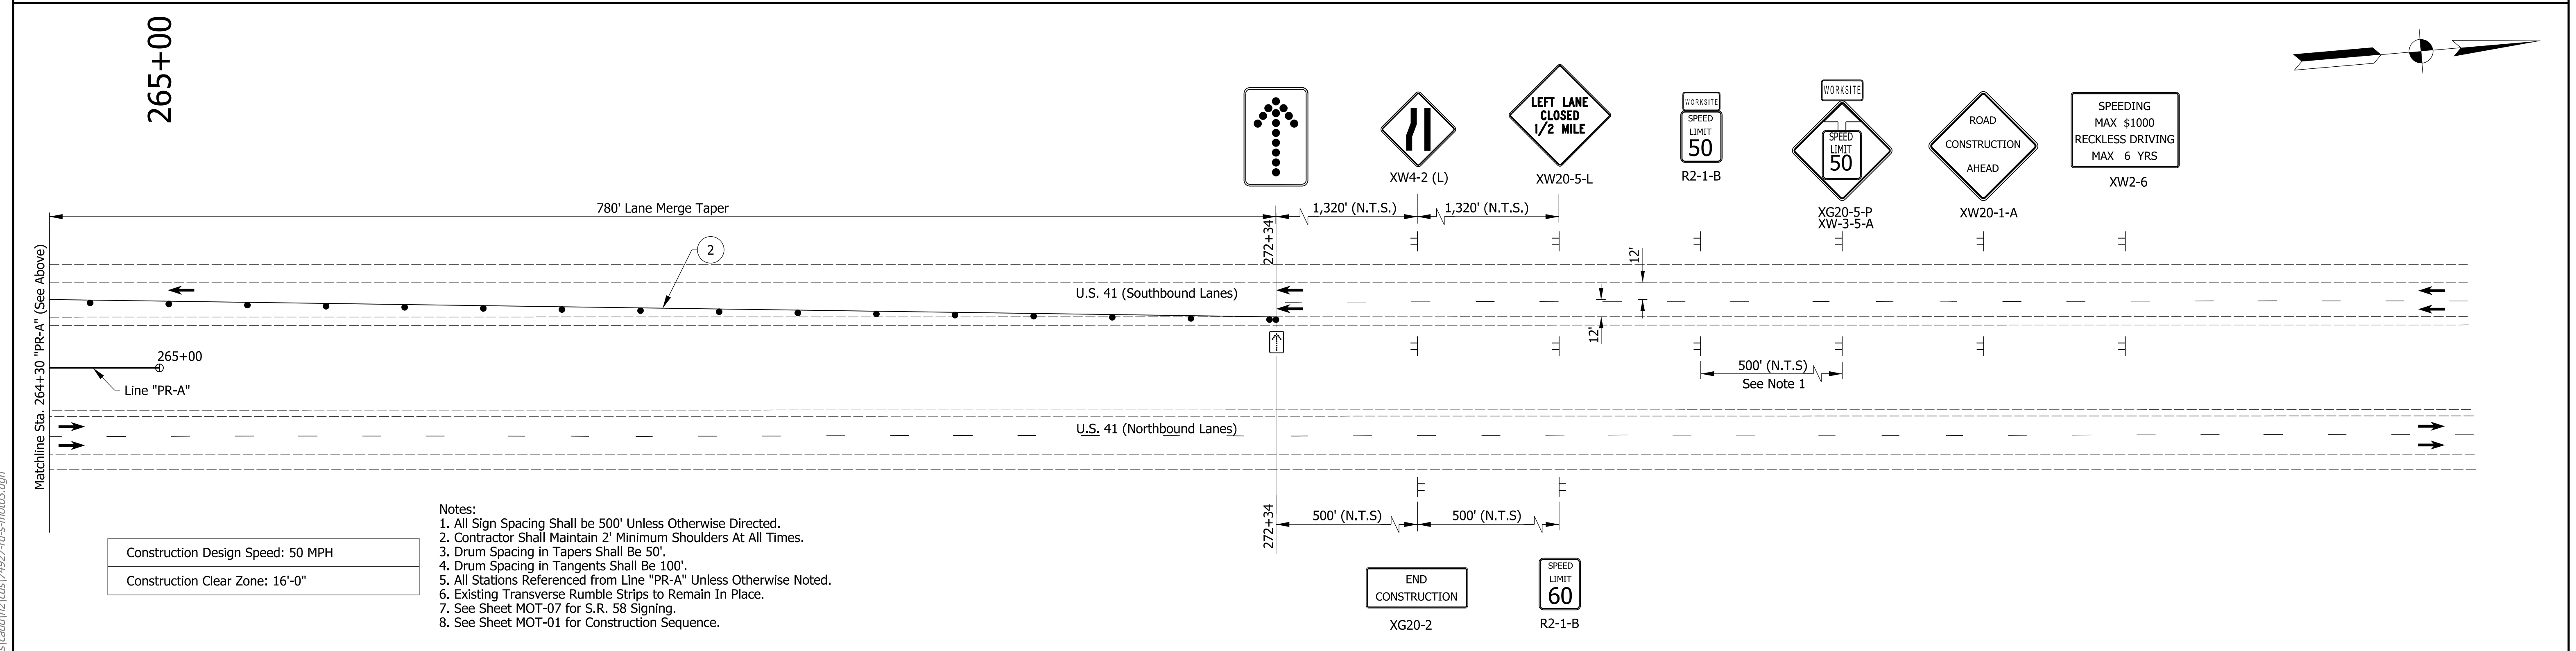 265+00
WORKSITE
SPEED
LIMIT
50
R2-1-B
LEFT LANE
CLOSED
1/2 MILE
XW20-5-L
XW4-2 (L)
WORKSITE
SPEED
LIMIT
50
XG20-5-P
XW-3-5-A
ROAD
CONSTRUCTION
AHEAD
XW20-1-A
SPEEDING
MAX $1000
RECKLESS DRIVING
MAX 6 YRS
XW2-6
780' Lane Merge Taper
1,320' (N.T.S.)
1,320' (N.T.S.)
272+34
2
12'
12'
U.S. 41 (Southbound Lanes)
Matchline Sta. 264+30 "PR-A" (See Above)
265+00
Line "PR-A"
500' (N.T.S)
See Note 1
U.S. 41 (Northbound Lanes)
272+34
500' (N.T.S)
500' (N.T.S)
END
CONSTRUCTION
XG20-2
SPEED
LIMIT
60
R2-1-B
Construction Design Speed: 50 MPH
Construction Clear Zone: 16'-0"
Notes:
1. All Sign Spacing Shall be 500' Unless Otherwise Directed.
2. Contractor Shall Maintain 2' Minimum Shoulders At All Times.
3. Drum Spacing in Tapers Shall Be 50'.
4. Drum Spacing in Tangents Shall Be 100'.
5. All Stations Referenced from Line "PR-A" Unless Otherwise Noted.
6. Existing Transverse Rumble Strips to Remain In Place.
7. See Sheet MOT-07 for S.R. 58 Signing.
8. See Sheet MOT-01 for Construction Sequence.